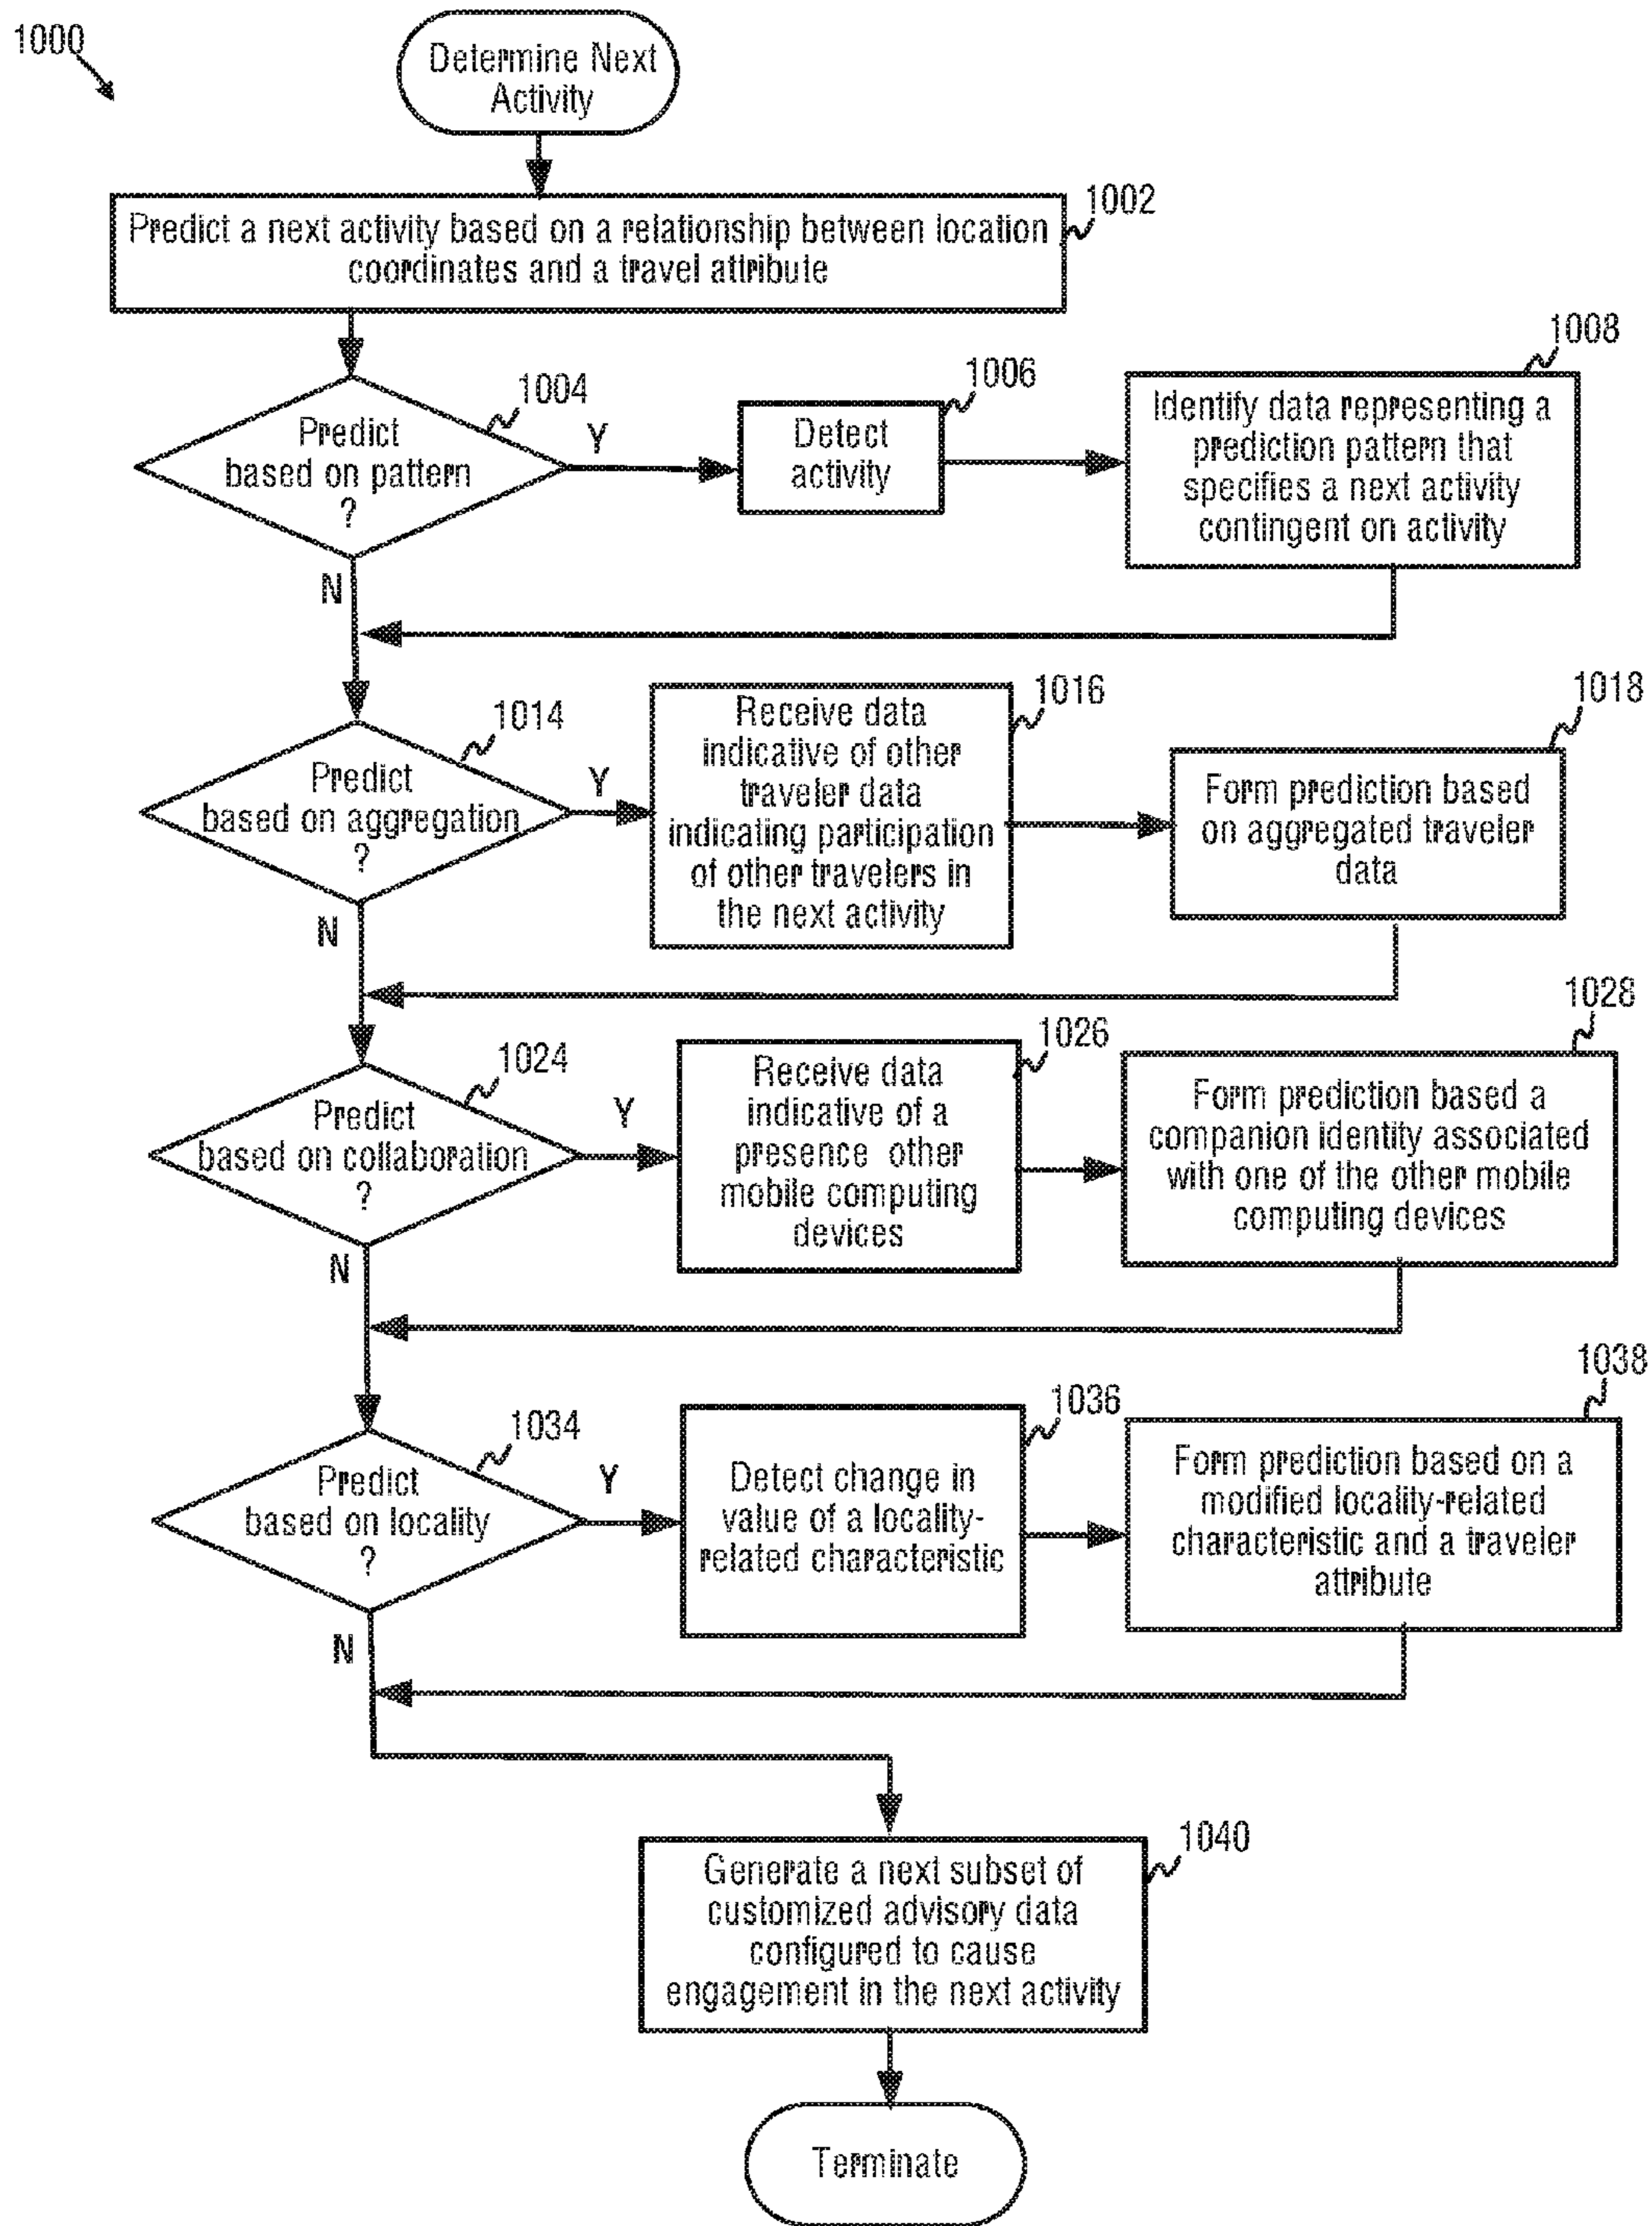 1000
Determine Next
Activity
1002
Predict a next activity based on a relationship between location
coordinates and a travel attribute
1004
Predict
based on pattern
?
Y
N
1006
Detect
activity
1008
Identify data representing a
prediction pattern that
specifies a next activity
contingent on activity
1014
Predict
based on aggregation
?
Y
N
1016
Receive data
indicative of other
traveler data
indicating participation
of other travelers in
the next activity
1018
Form prediction based
on aggregated traveler
data
1024
Predict
based on collaboration
?
Y
N
1026
Receive data
indicative of a
presence other
mobile computing
devices
1028
Form prediction based a
companion identity associated
with one of the other mobile
computing devices
1034
Predict
based on locality
?
Y
N
1036
Detect change in
value of a locality-
related characteristic
1038
Form prediction based on a
modified locality-related
characteristic and a traveler
attribute
1040
Generate a next subset of
customized advisory data
configured to cause
engagement in the next activity
Terminate